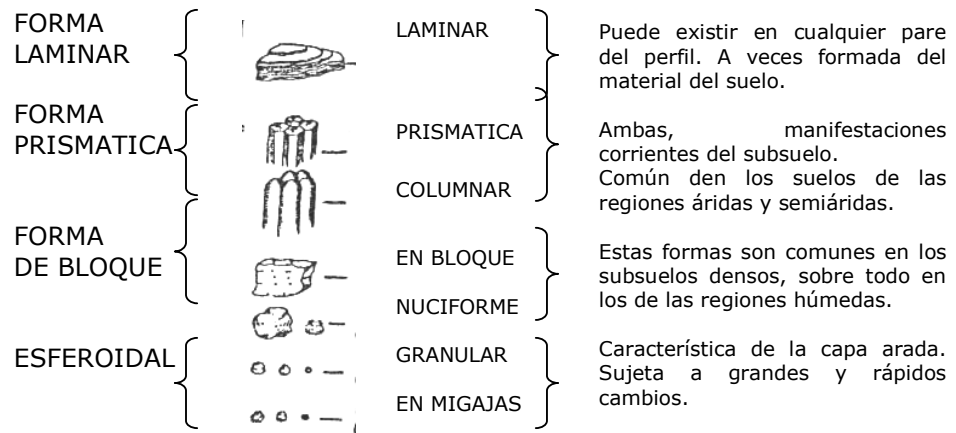 FORMA
LAMINAR
LAMINAR
Puede existir en cualquier pare
del perfil. A veces formada del
material del suelo.
FORMA
PRISMATICA
PRISMATICA
COLUMNAR
Ambas, manifestaciones
corrientes del subsuelo.
Común den los suelos de las
regiones áridas y semiáridas.
FORMA
DE BLOQUE
EN BLOQUE
NUCIFORME
Estas formas son comunes en los
subsuelos densos, sobre todo en
los de las regiones húmedas.
ESFEROIDAL
GRANULAR
EN MIGAJAS
Característica de la capa arada.
Sujeta a grandes y rápidos
cambios.